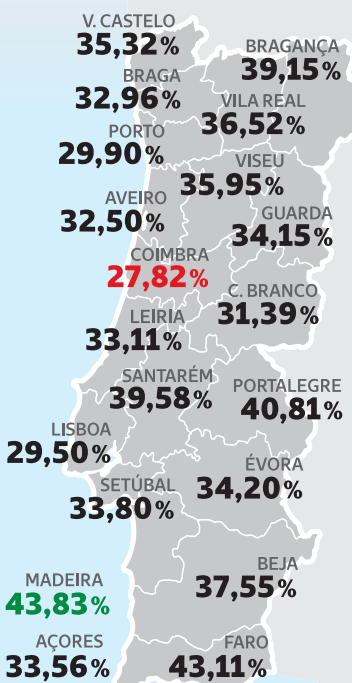 V. CASTELO
35,32%
BRAGANÇA
39,15%
BRAGA
32,96%
VILA REAL
36,52%
PORTO
29,90%
VISEU
35,95%
AVEIRO
32,50%
GUARDA
34,15%
COIMBRA
27,82%
C. BRANCO
31,39%
LEIRIA
33,11%
SANTARÉM
39,58%
PORTALEGRE
40,81%
LISBOA
29,50%
ÉVORA
34,20%
SETÚBAL
33,80%
BEJA
37,55%
MADEIRA
43,83%
AÇORES
33,56%
FARO
43,11%